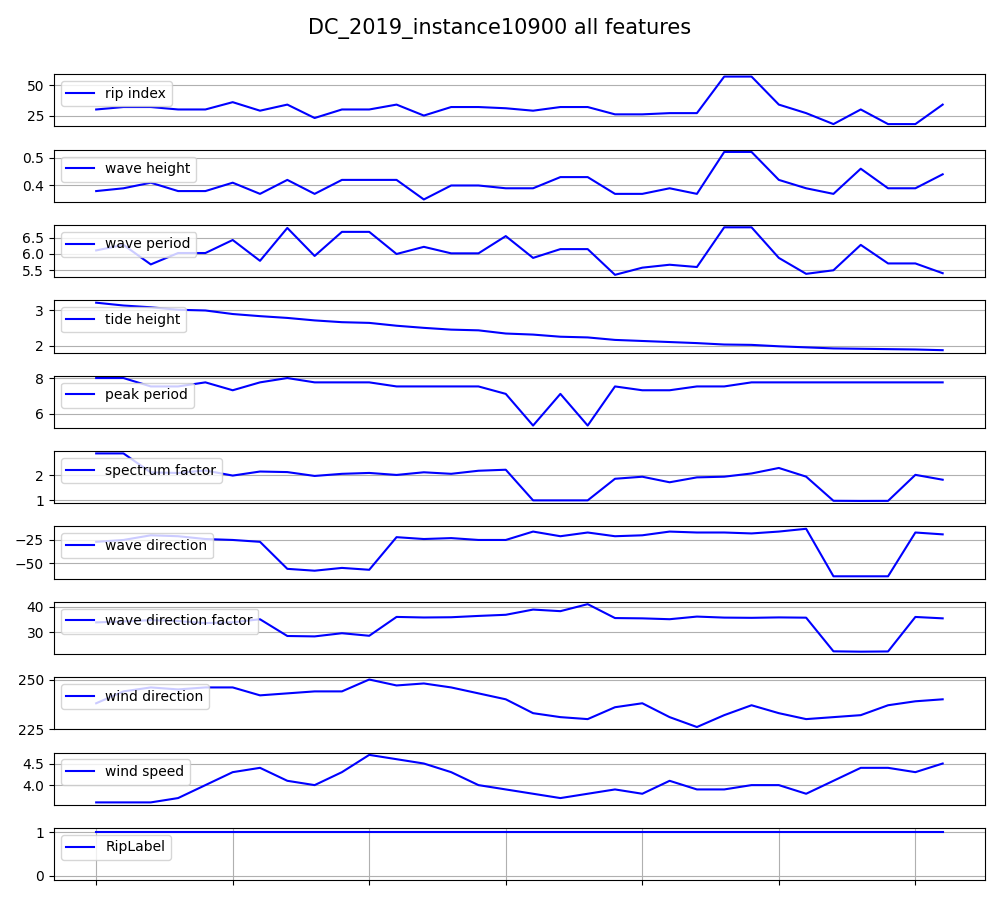 DC_2019_instance10900 all features
50
25
rip index
0.5
0.4
wave height
6.5
6.0
5.5
wave period
3
2
tide height
8
6
peak period
2
1
spectrum factor
−25
−50
wave direction
40
30
wave direction factor
250
225
wind direction
4.5
4.0
wind speed
1
0
RipLabel